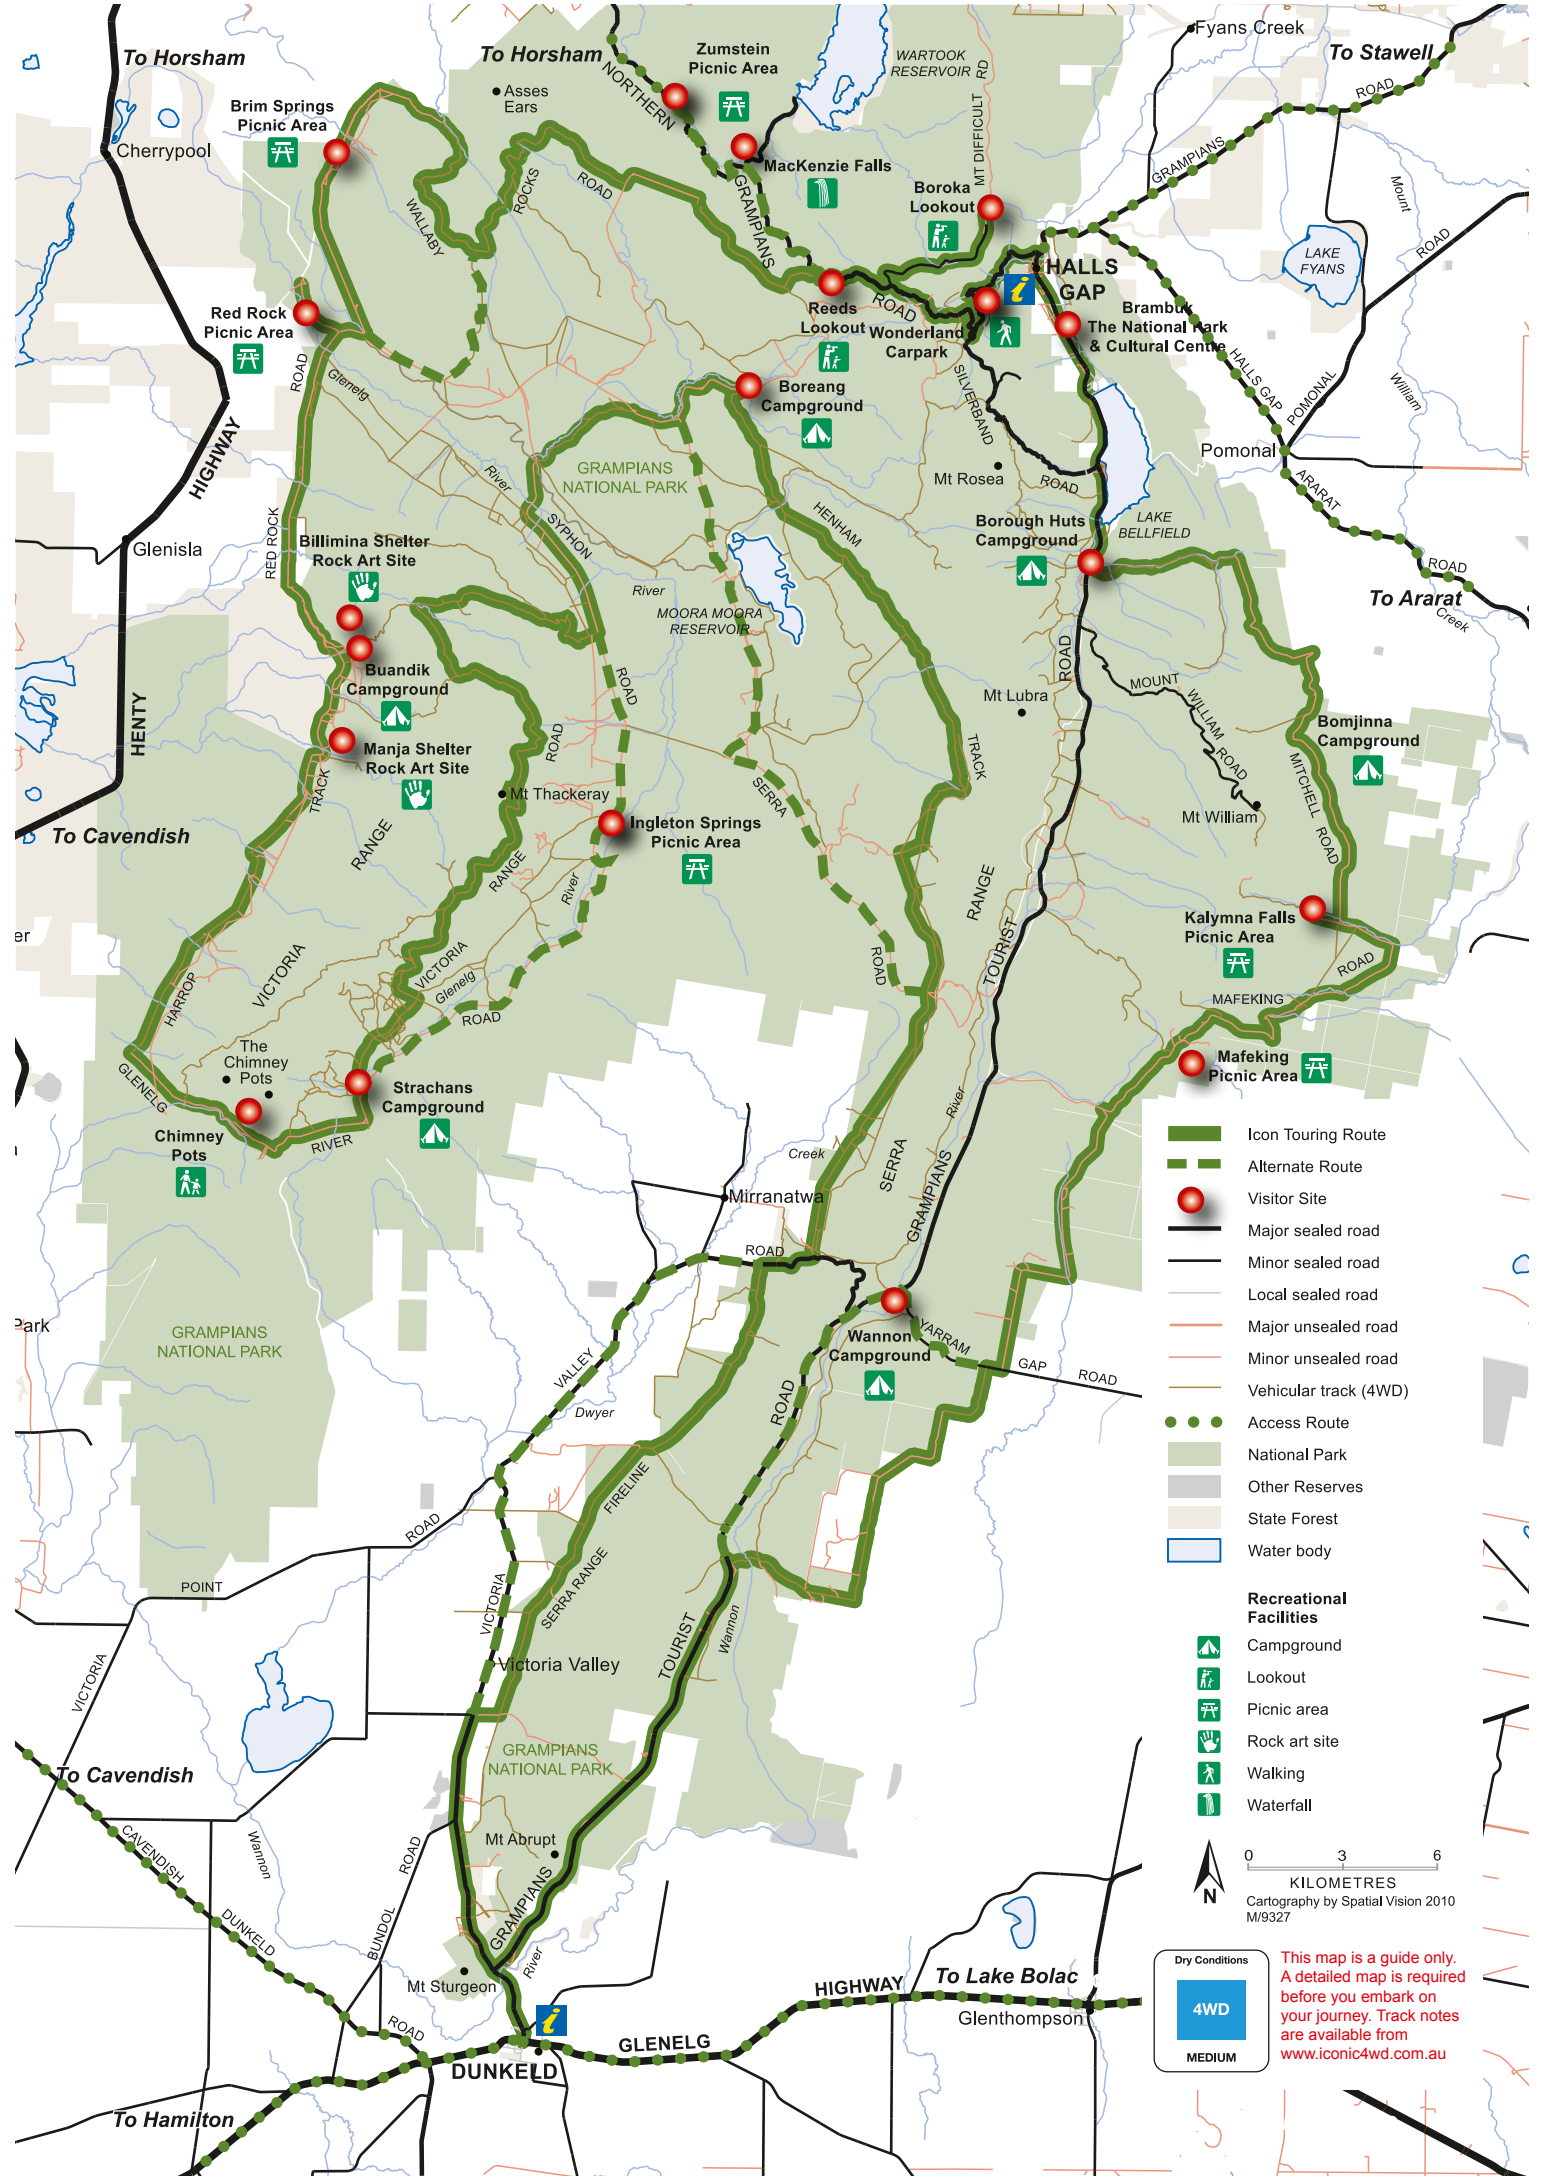 To Horsham
To Horsham
Zumstein
Picnic Area
WARTOOK
RESERVOIR
Fyans Creek
To Stawell
ROAD
NORTHERN
Asses
Ears
MT DIFFICULT RD
Brim Springs
Picnic Area
Cherrypool
MacKenzie Falls
GRAMPIANS
GRAMPIANS
ROCKS
ROAD
WALLABY
Boroka
Lookout
Mount
LAKE
FYANS
ROAD
HALLS
GAP
Red Rock
Picnic Area
Reeds
Lookout
ROAD
Wonderland
Carpark
Brambuk
The National Park
& Cultural Centre
ROAD
Glenelg
HIGHWAY
Boreang
Campground
SILVERBAND
HALLS GAP
POMONAL
William
Pomonal
GRAMPIANS
NATIONAL PARK
River
Mt Rosea
ROAD
ARARAT
SYPHON
HENHAM
RED ROCK
Glenisla
Billimina Shelter
Rock Art Site
Borough Huts
Campground
LAKE
BELLFIELD
ROAD
To Ararat
Creek
River
MOORA MOORA
RESERVOIR
Buandik
Campground
ROAD
ROAD
MOUNT
WILLIAM
ROAD
Mt Lubra
HENTY
Manja Shelter
Rock Art Site
ROAD
TRACK
Bomjinna
Campground
MITCHELL
ROAD
TRACK
Mt Thackeray
SERRA
Mt William
To Cavendish
RANGE
Ingleton Springs
Picnic Area
RANGE
River
RANGE
Kalymna Falls
Picnic Area
er
VICTORIA
VICTORIA
TOURIST
ROAD
ROAD
MAFEKING
HARROP
Glenelg
ROAD
The
Chimney
Pots
GLENELG
Mafeking
Picnic Area
Strachans
Campground
River
Chimney
Pots
RIVER
Icon Touring Route
Alternate Route
Visitor Site
Major sealed road
Minor sealed road
Local sealed road
Major unsealed road
Minor unsealed road
Vehicular track (4WD)
Access Route
National Park
Other Reserves
State Forest
Water body
Creek
SERRA
GRAMPIANS
Mirranatwa
ROAD
Park
GRAMPIANS
NATIONAL PARK
Wannon
Campground
YARRAM
GAP
ROAD
VALLEY
ROAD
Dwyer
FIRELINE
ROAD
POINT
SERRA RANGE
VICTORIA
TOURIST
Wannon
Recreational
Facilities
Campground
Lookout
Picnic area
Rock art site
Walking
Waterfall
Victoria Valley
VICTORIA
GRAMPIANS
NATIONAL PARK
To Cavendish
CAVENDISH
Wannon
ROAD
Mt Abrupt
0 3 6
KILOMETRES
N
Cartography by Spatial Vision 2010
M/9327
DUNKELD
BUNDOL
GRAMPIANS
River
Mt Sturgeon
ROAD
HIGHWAY
To Lake Bolac
Glenthompson
GLENELG
DUNKELD
To Hamilton
Dry Conditions
4WD
MEDIUM
This map is a guide only.
A detailed map is required
before you embark on
your journey. Track notes
are available from
www.iconic4wd.com.au